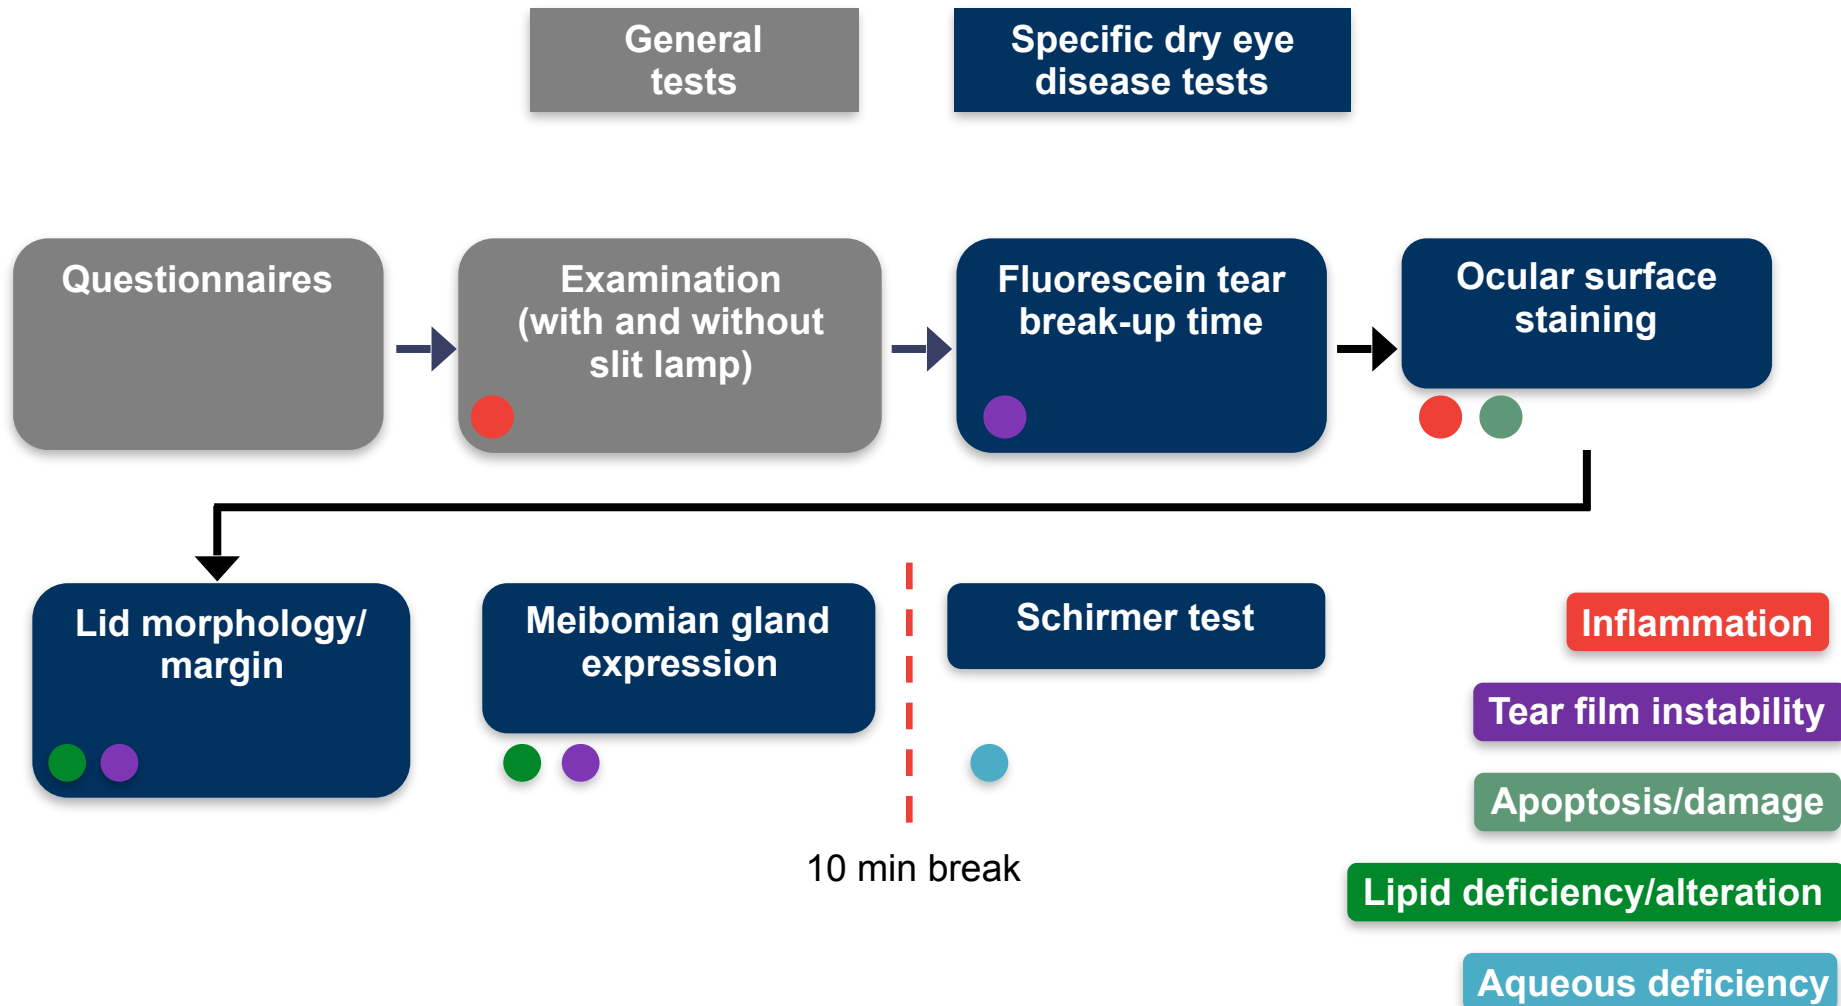 General
tests
Specific dry eye
disease tests
Questionnaires
Examination
(with and without
slit lamp)
Fluorescein tear
break-up time
Ocular surface
staining
Lid morphology/
margin
Meibomian gland
expression
Schirmer test
10 min break
Inflammation
Tear film instability
Apoptosis/damage
Lipid deficiency/alteration
Aqueous deficiency